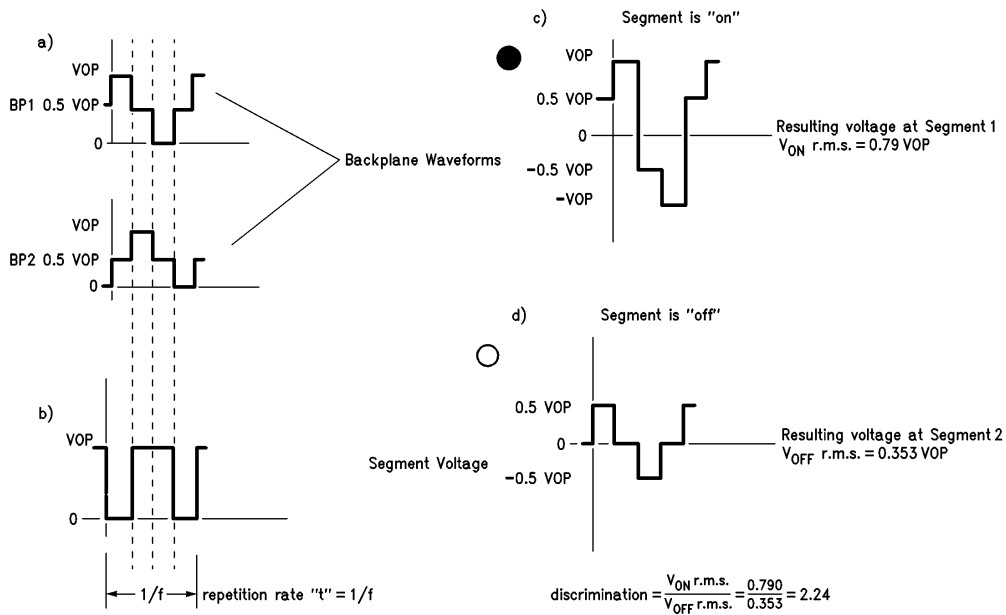 a)
VOP
BP1 0.5 VOP
0
Backplane Waveforms
VOP
BP2 0.5 VOP
0
b)
VOP
0
Segment Voltage
1/f
repetition rate "t" = 1/f
c)
Segment is "on"
VOP
0.5 VOP
0
-0.5 VOP
-VOP
Resulting voltage at Segment 1
VON r.m.s. = 0.79 VOP
d)
Segment is "off"
0.5 VOP
0
-0.5 VOP
Resulting voltage at Segment 2
VOFF r.m.s. = 0.353 VOP
discrimination = VON r.m.s. / VOFF r.m.s. = 0.790 / 0.353 = 2.24